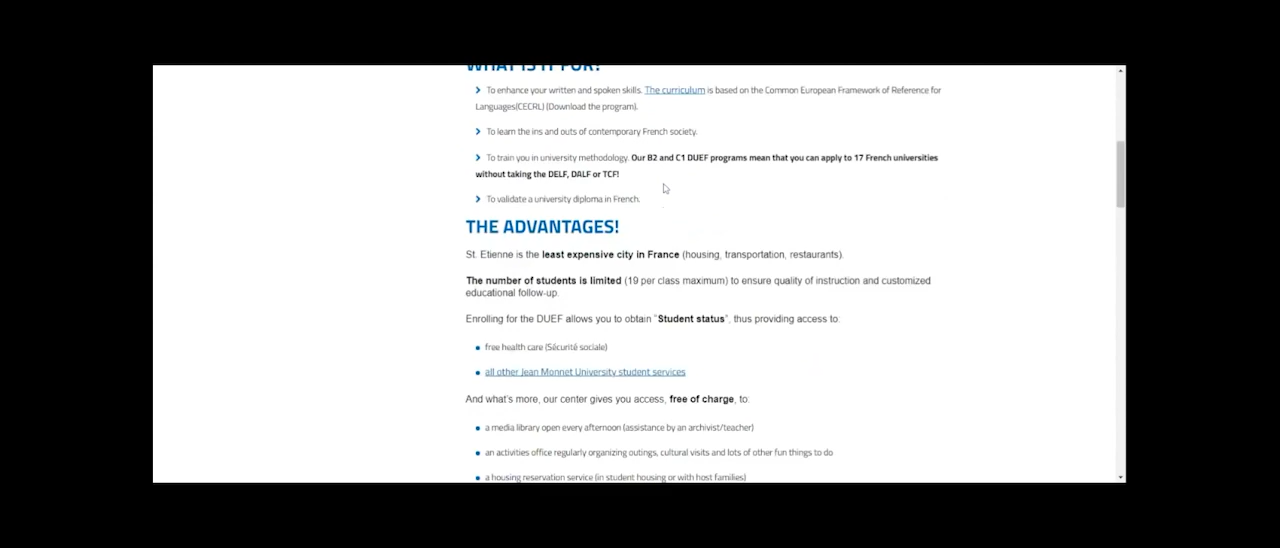 WHAT IS IT FOR?
To enhance your written and spoken skills. The curriculum is based on the Common European Framework of Reference for
Languages(CECRL) (Download the program).
To learn the ins and outs of contemporary French society.
To train you in university methodology. Our B2 and C1 DUEF programs mean that you can apply to 17 French universities
without taking the DELF, DALF or TCF!
To validate a university diploma in French.
THE ADVANTAGES!
St. Etienne is the least expensive city in France (housing, transportation, restaurants).
The number of students is limited (19 per class maximum) to ensure quality of instruction and customized
educational follow-up.
Enrolling for the DUEF allows you to obtain "Student status", thus providing access to:
free health care (Sécurité sociale)
all other Jean Monnet University student services
And what's more, our center gives you access, free of charge, to:
a media library open every afternoon (assistance by an archivist/teacher)
an activities office regularly organizing outings, cultural visits and lots of other fun things to do
a housing reservation service (in student housing or with host families)